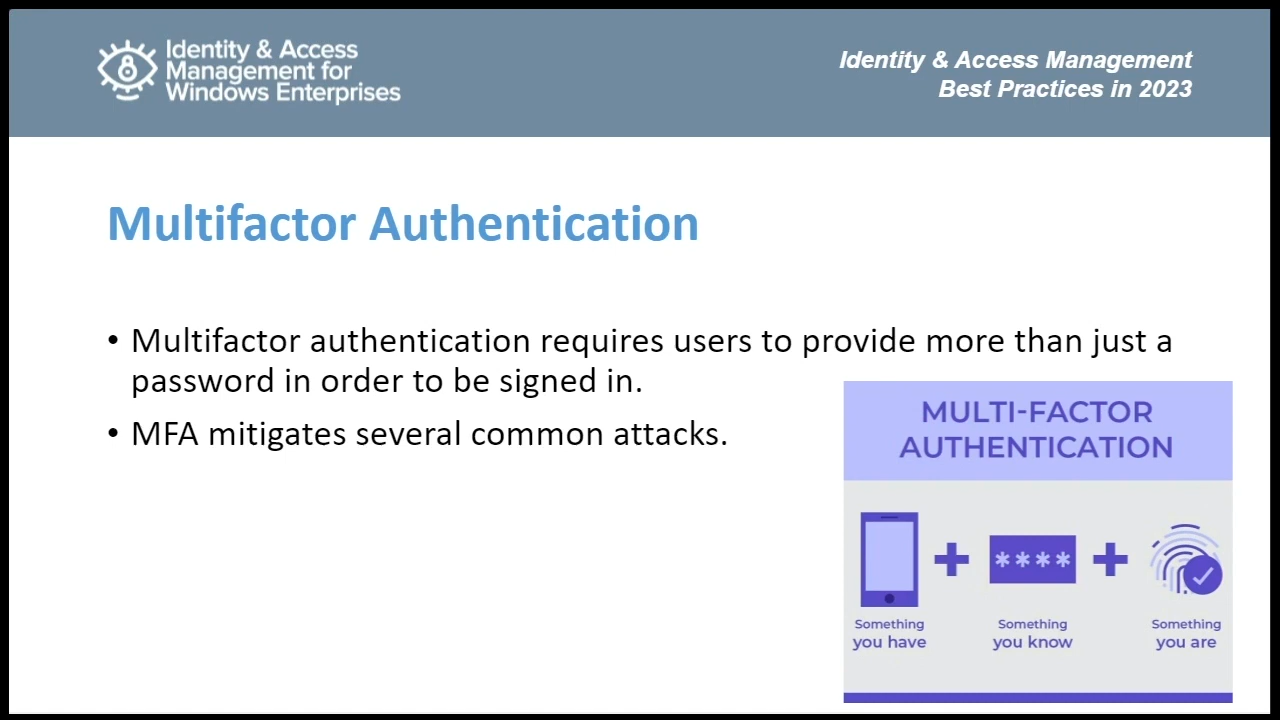 Identity & Access
Management for
Windows Enterprises
Identity & Access Management
Best Practices in 2023
Multifactor Authentication
• Multifactor authentication requires users to provide more than just a
password in order to be signed in.
• MFA mitigates several common attacks.
MULTI-FACTOR
AUTHENTICATION
****
Something
you have
Something
you know
Something
you are